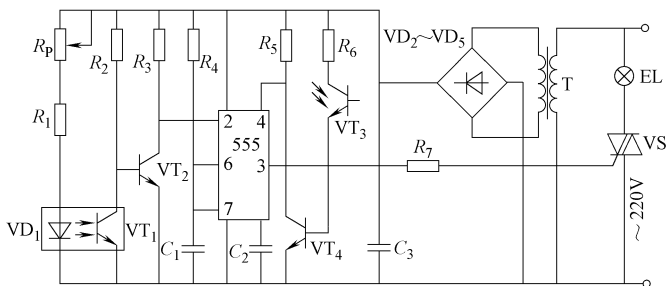 R_P R_2 R_3 R_4 R_5 R_6 VD_2～VD_5
T EL
R_1 2 4 VT_3
555
VT_2 6 3 R_7 VS
VD_1 VT_1 7
C_1 C_2 VT_4 C_3 ～220V